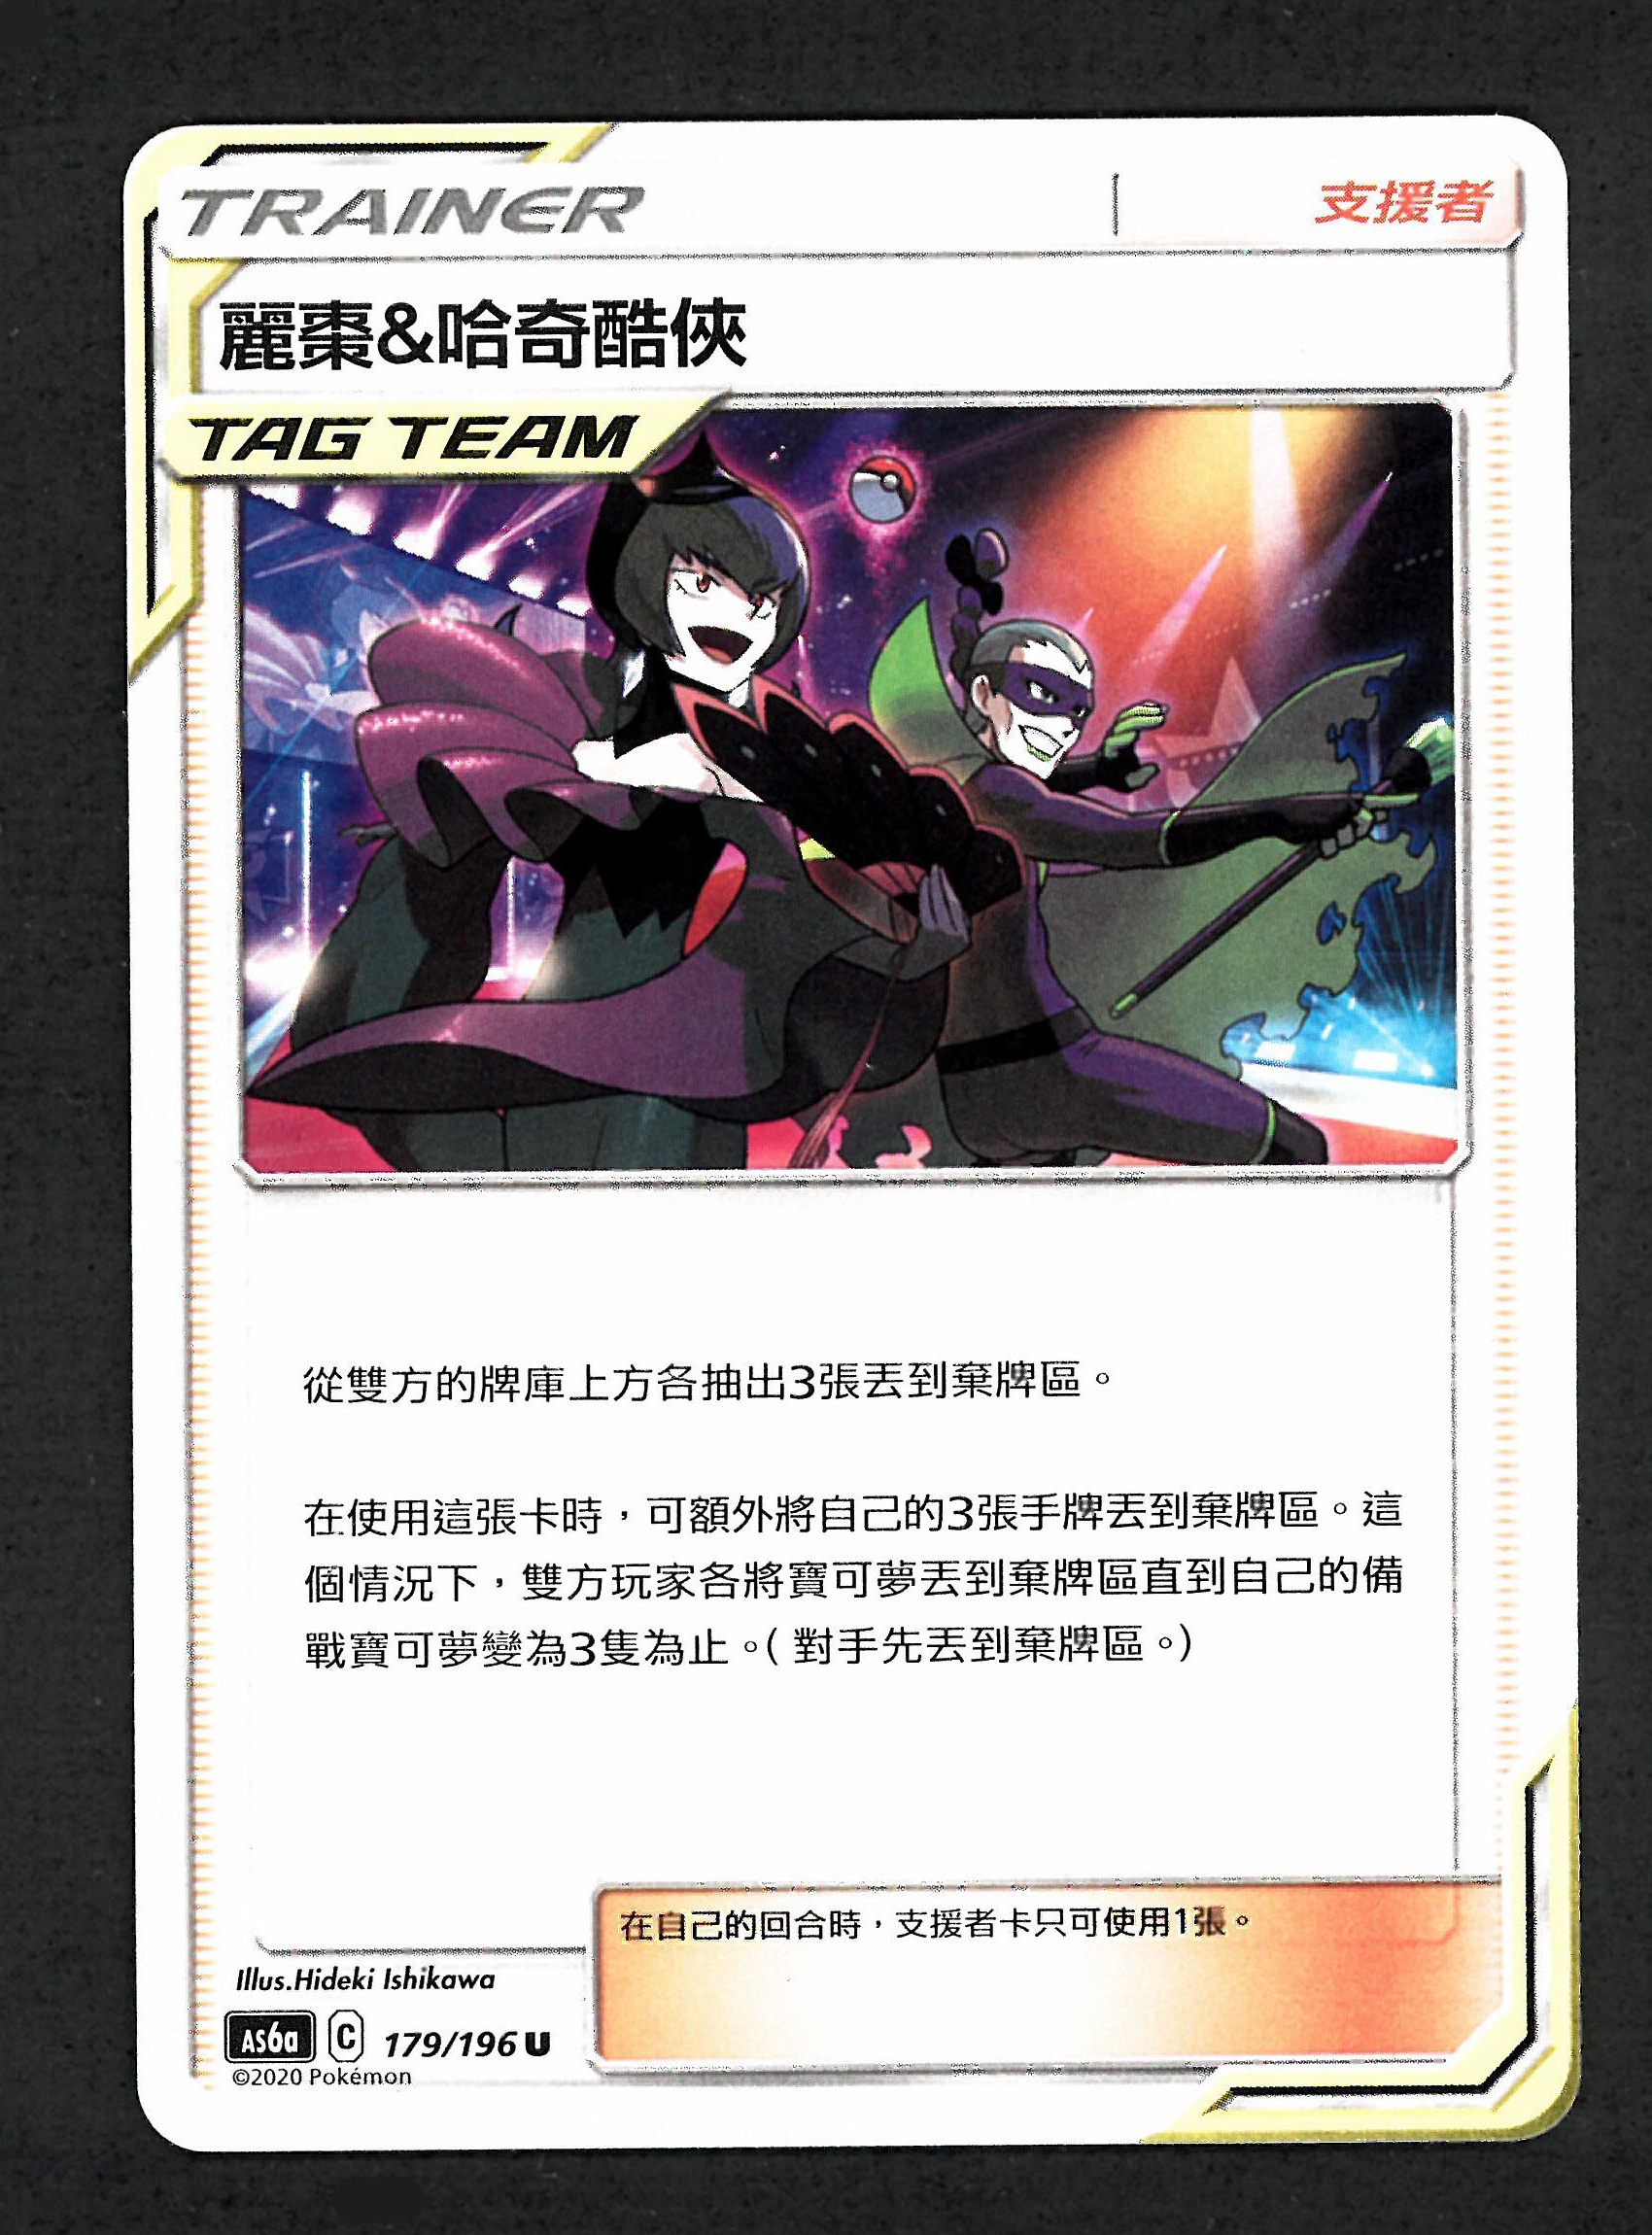 TRAINER
支援者
麗棗&哈奇酷俠
TAG TEAM
從雙方的牌庫上方各抽出3張丟到棄牌區。
在使用這張卡時，可額外將自己的3張手牌丟到棄牌區。這
個情況下，雙方玩家各將寶可夢丟到棄牌區直到自己的備
戰寶可夢變為3隻為止。(對手先丟到棄牌區。)
在自己的回合時，支援者卡只可使用1張。
Illus.Hideki Ishikawa
AS6a C 179/196 U
©2020 Pokémon